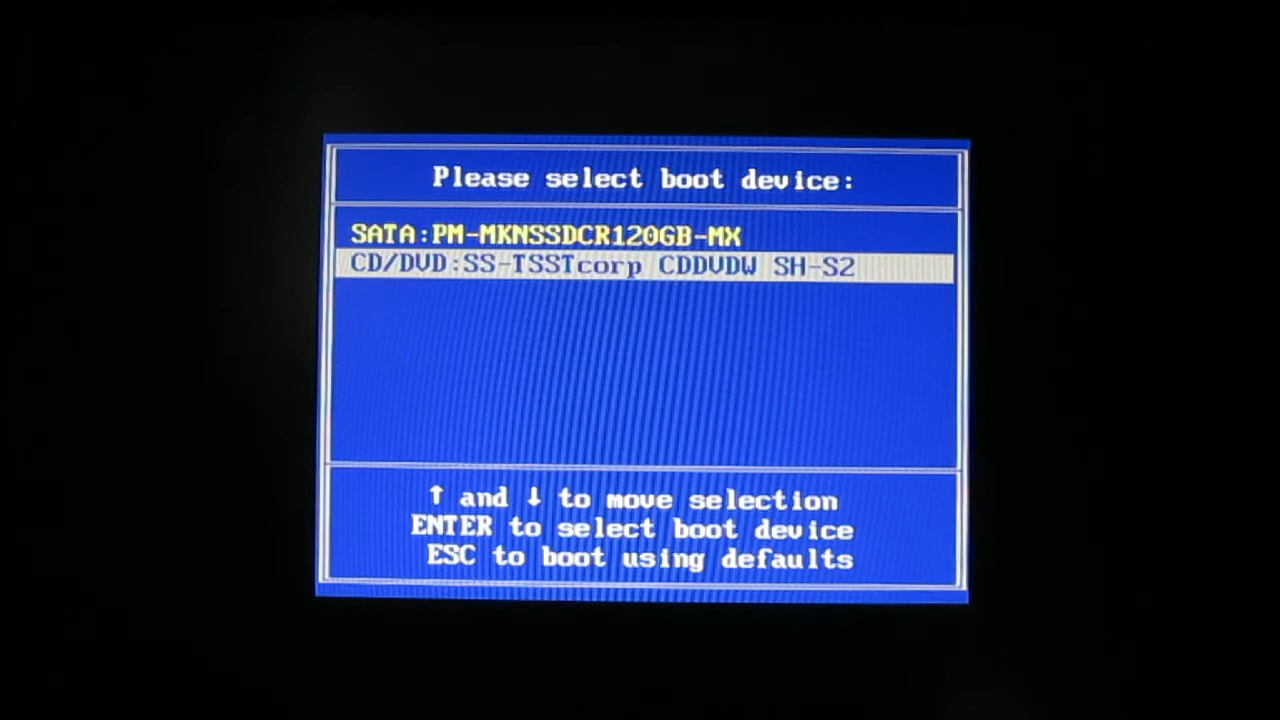 Please select boot device:
SATA:PM-MKNSSDCR120GB-MX
CD/DVD:SS-TSSTcorp CDDVDW SH-S2
↑ and ↓ to move selection
ENTER to select boot device
ESC to boot using defaults